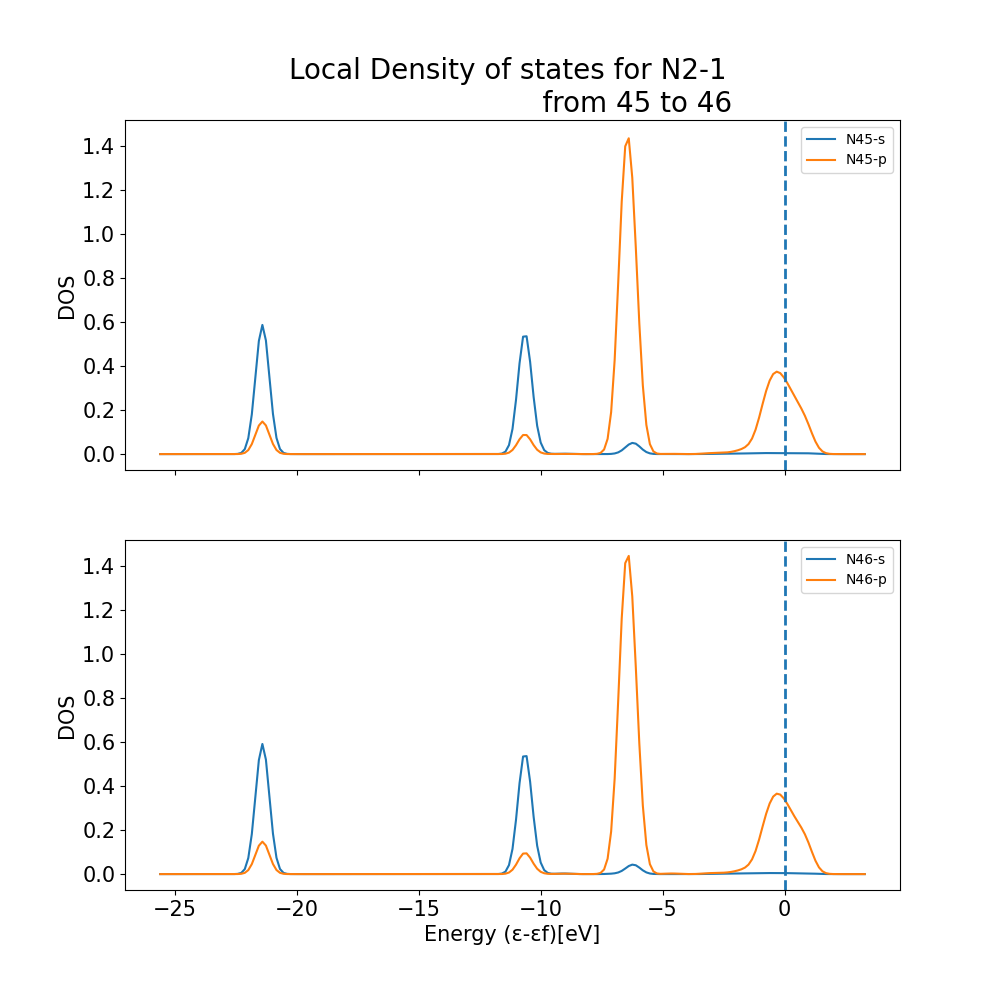 Local Density of states for N2-1
from 45 to 46
N45-s
N45-p
1.4
1.2
1.0
0.8
0.6
0.4
0.2
0.0
DOS
N46-s
N46-p
1.4
1.2
1.0
0.8
0.6
0.4
0.2
0.0
DOS
−25 −20 −15 −10 −5 0
Energy (ε-εf)[eV]